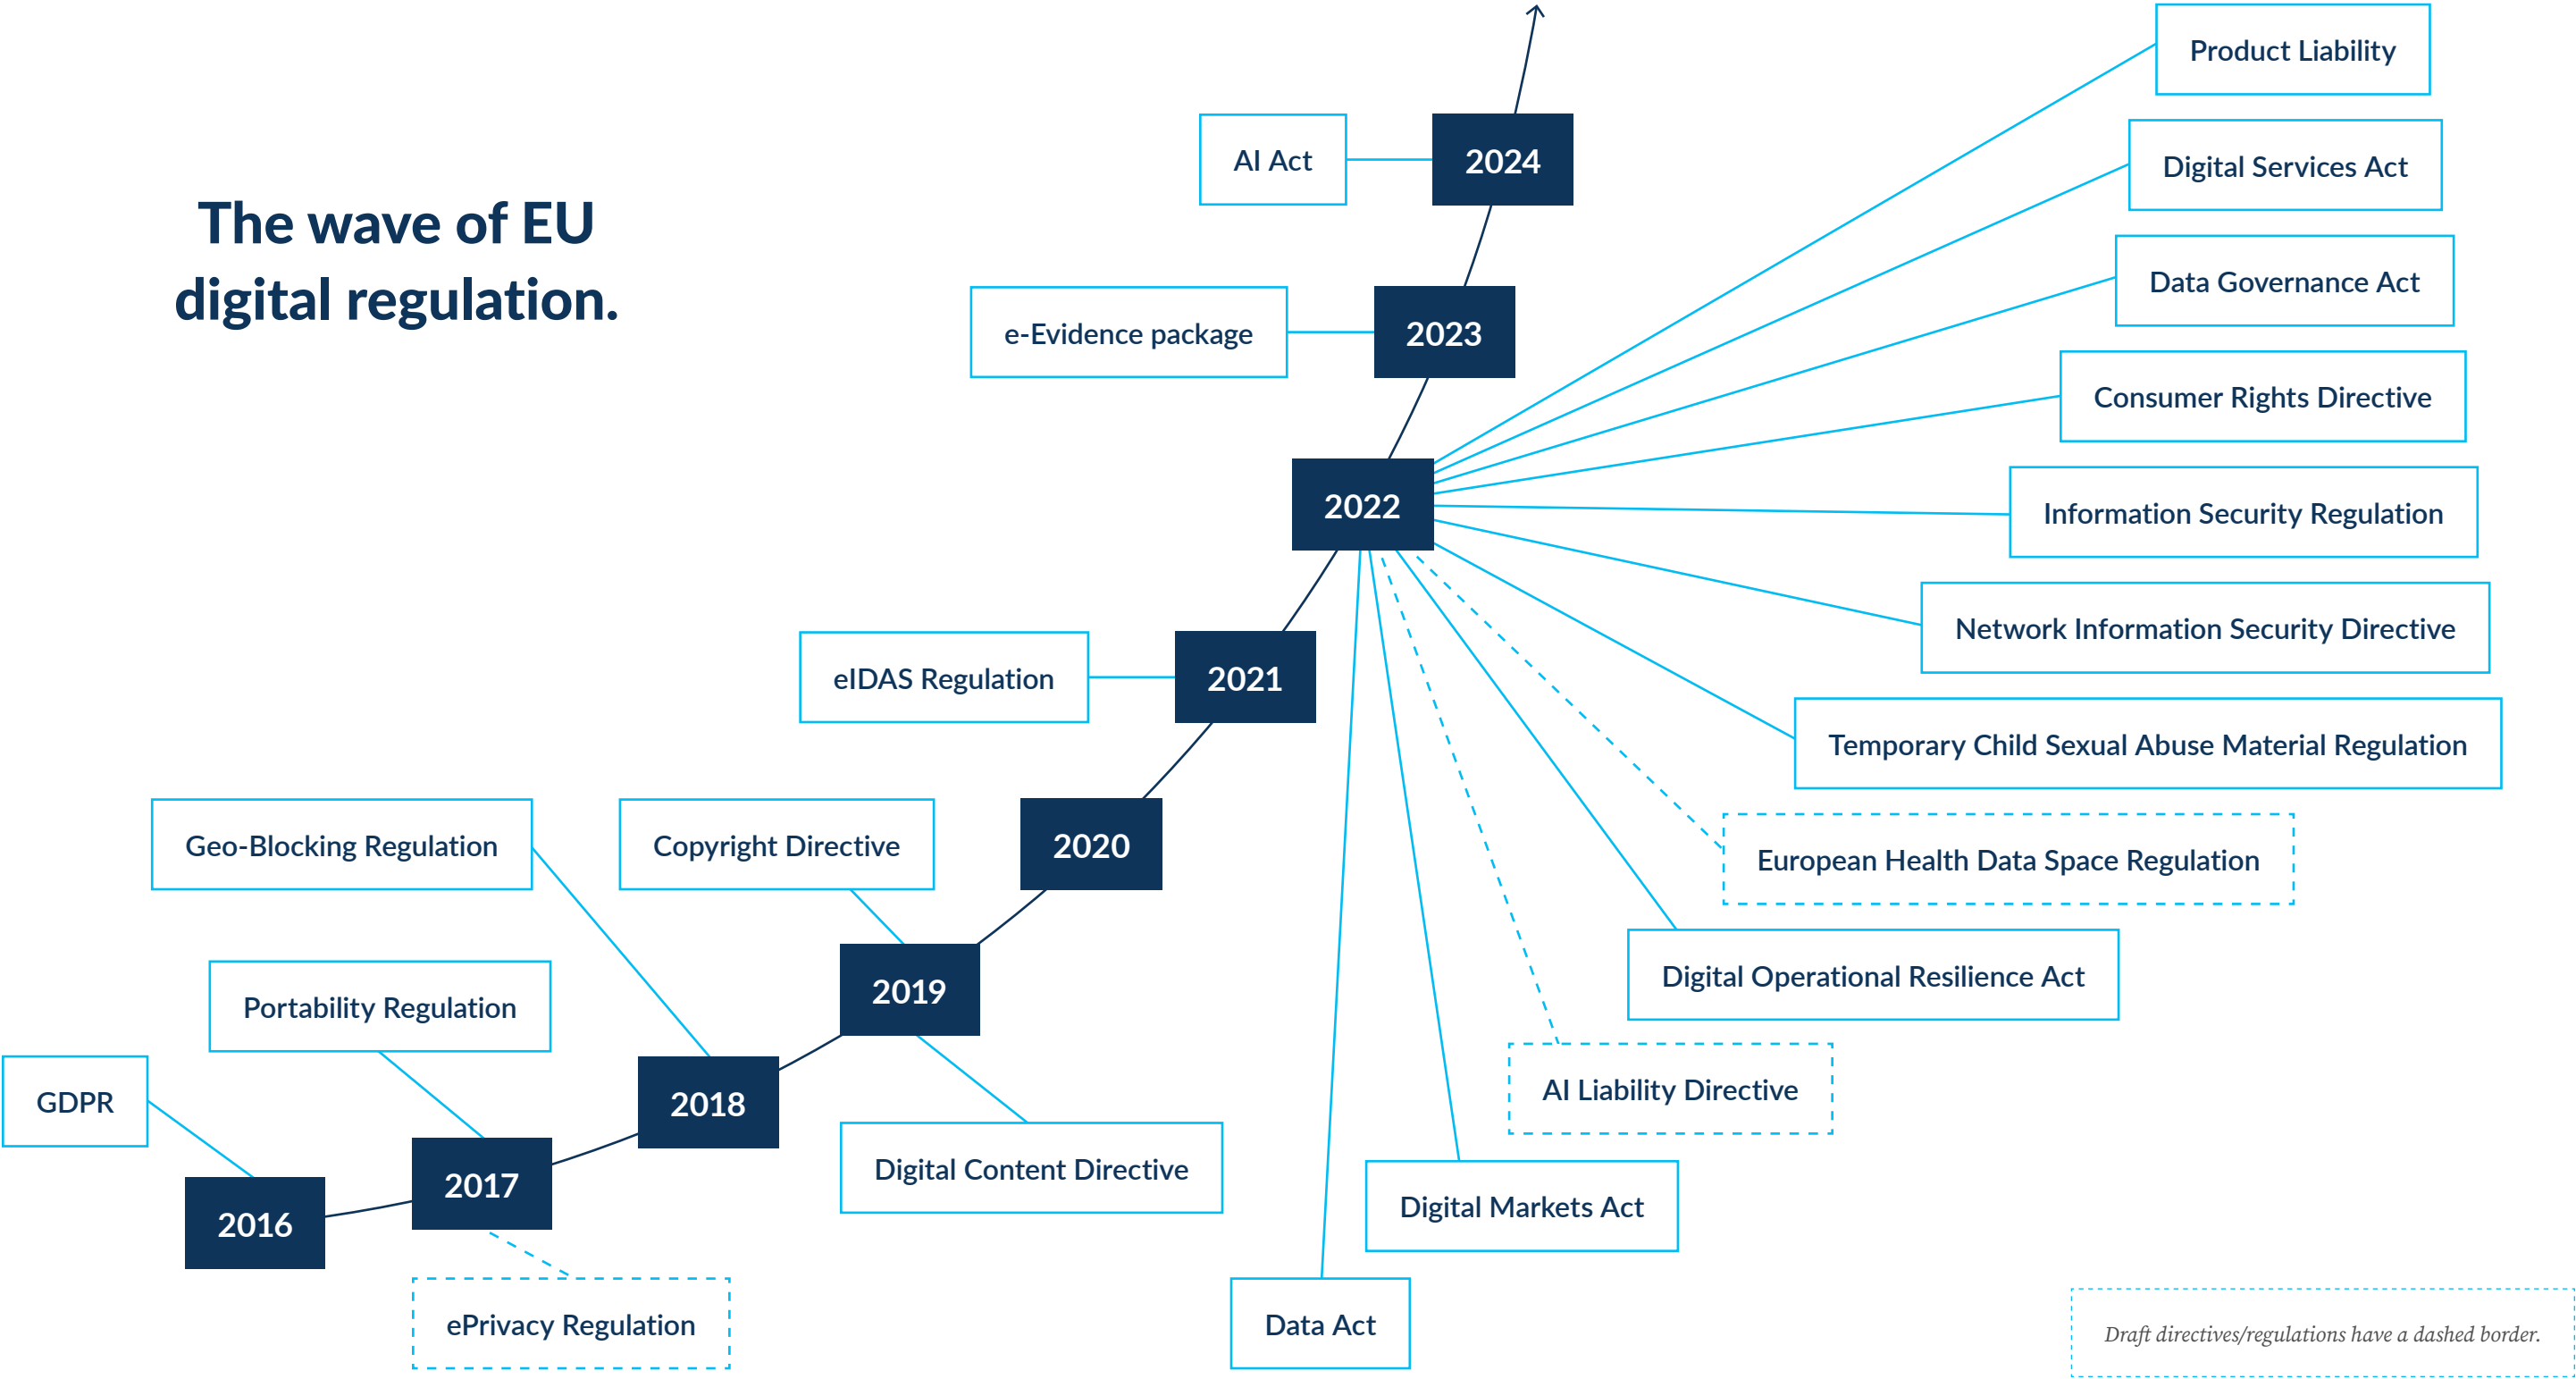 The wave of EU
digital regulation.
GDPR
2016
Portability Regulation
2017
ePrivacy Regulation
Geo-Blocking Regulation
2018
Copyright Directive
2019
Digital Content Directive
2020
eIDAS Regulation
2021
2022
Product Liability
Digital Services Act
Data Governance Act
Consumer Rights Directive
Information Security Regulation
Network Information Security Directive
Temporary Child Sexual Abuse Material Regulation
European Health Data Space Regulation
Digital Operational Resilience Act
AI Liability Directive
Digital Markets Act
Data Act
e-Evidence package
2023
AI Act
2024
Draft directives/regulations have a dashed border.